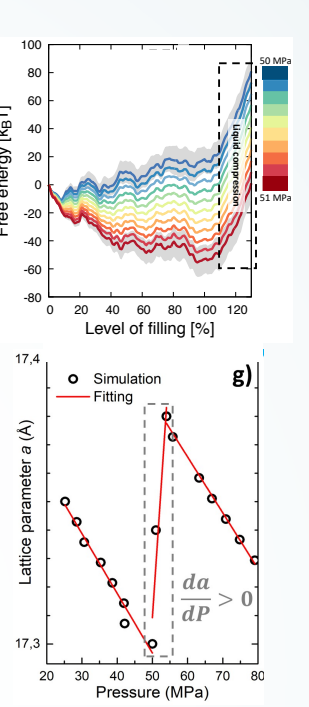 100
80
60
40
20
0
-20
-40
-60
-80
Free energy [kBT]
50 MPa
51 MPa
Liquid compression
0 20 40 60 80 100 120
Level of filling [%]
17,4
17,3
Lattice parameter a (Å)
g)
Simulation
Fitting
da/dP > 0
20 30 40 50 60 70 80
Pressure (MPa)